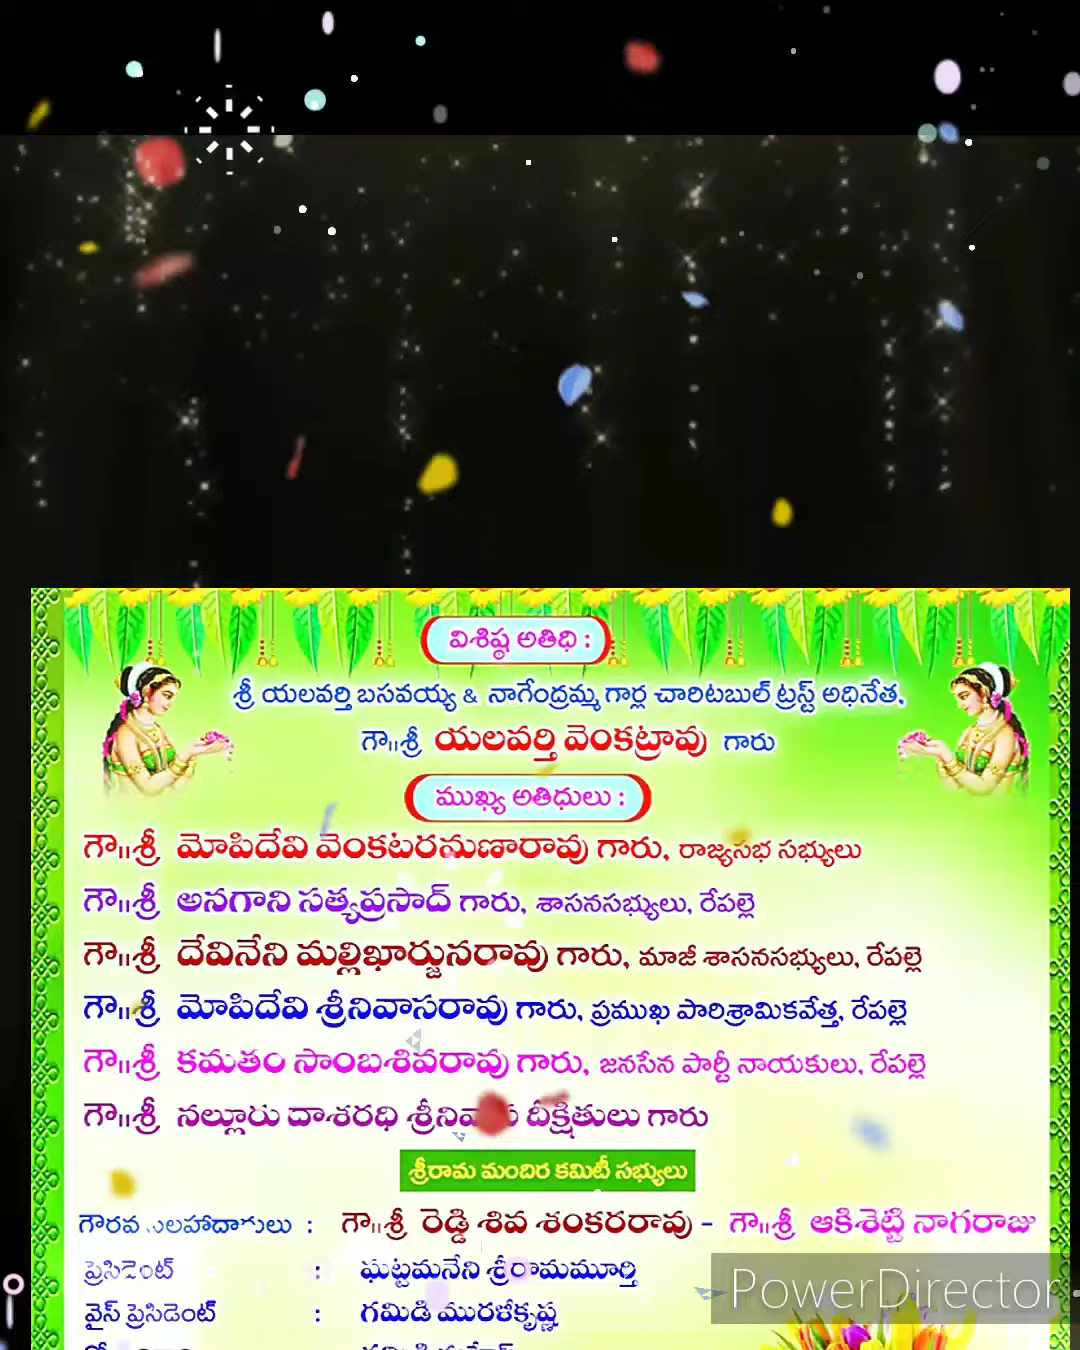 విశిష్ఠ అతిధి :
శ్రీ యలవర్తి బసవయ్య & నాగేంద్రమ్మ గార్ల చారిటబుల్ ట్రస్ట్ అధినేత,
గౌ॥శ్రీ యలవర్తి వెంకట్రావు గారు
ముఖ్య అతిధులు :
గౌ॥శ్రీ మోపిదేవి వెంకటరమణారావు గారు, రాజ్యసభ సభ్యులు
గౌ॥శ్రీ అనగాని సత్యప్రసాద్ గారు, శాసనసభ్యులు, రేపల్లె
గౌ॥శ్రీ దేవినేని మల్లిఖార్జునరావు గారు, మాజీ శాసనసభ్యులు, రేపల్లె
గౌ॥శ్రీ మోపిదేవి శ్రీనివాసరావు గారు, ప్రముఖ పారిశ్రామికవేత్త, రేపల్లె
గౌ॥శ్రీ కమతం సాంబశివరావు గారు, జనసేన పార్టీ నాయకులు, రేపల్లె
గౌ॥శ్రీ నల్లూరు దాశరధి శ్రీనివాస దీక్షితులు గారు
శ్రీరామ మందిర కమిటీ సభ్యులు
గౌరవ సలహాదారులు : గౌ॥శ్రీ రెడ్డి శివ శంకరరావు - గౌ॥శ్రీ ఆకిశెట్టి నాగరాజు
ప్రెసిడెంట్ : ఘట్టమనేని శ్రీరామమూర్తి
వైస్ ప్రెసిడెంట్ : గమిడి మురళీకృష్ణ
PowerDirector